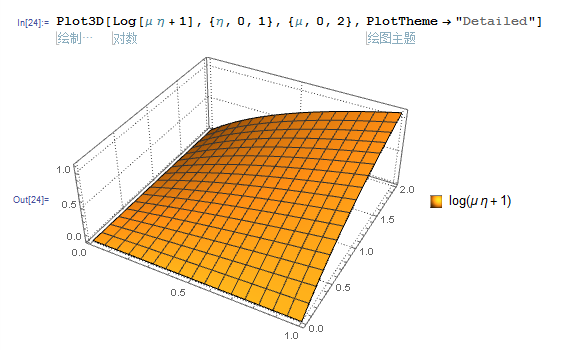 In[24]:= Plot3D[Log[μ η + 1], {η, 0, 1}, {μ, 0, 2}, PlotTheme → "Detailed"]
绘制⋯ 对数 绘图主题
Out[24]=
1.0
0.5
0.0
0.0
0.5
1.0
0.0
0.5
1.0
1.5
2.0
log(μ η + 1)